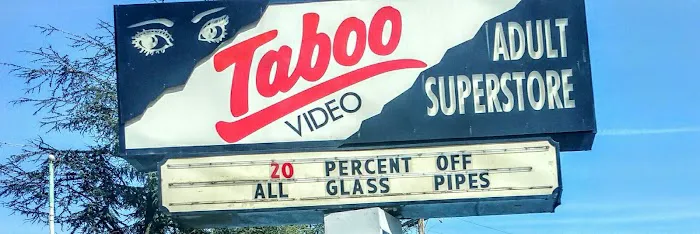 Taboo
VIDEO
ADULT
SUPERSTORE
20 PERCENT OFF
ALL GLASS PIPES